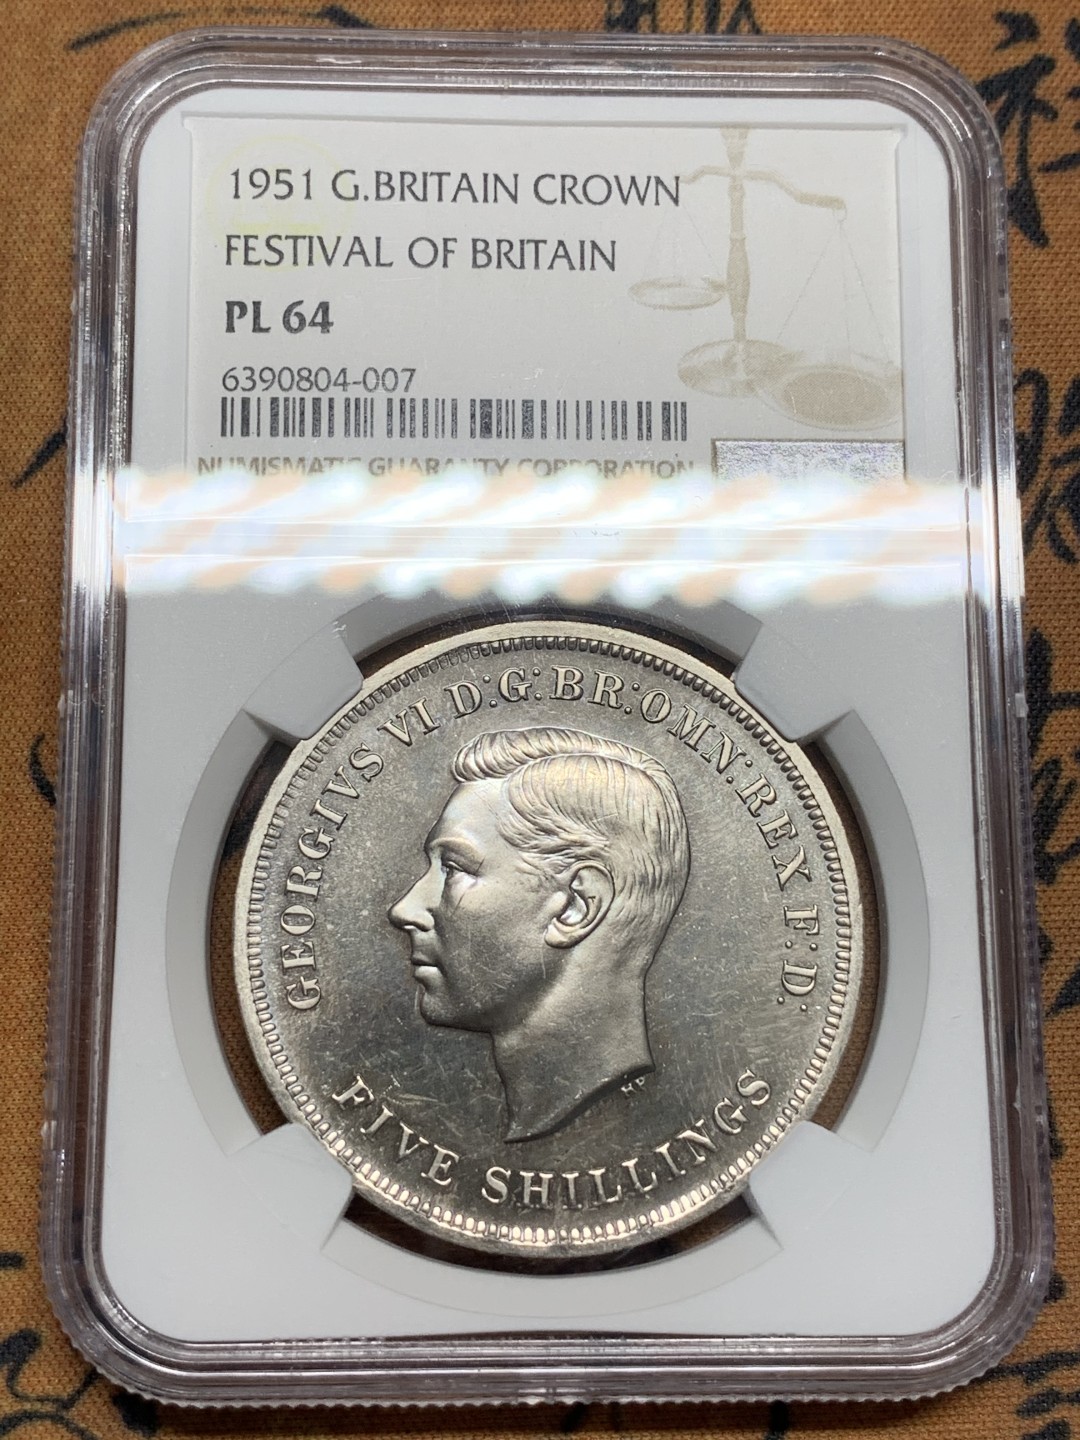 1951 G.BRITAIN CROWN
FESTIVAL OF BRITAIN
PL 64
6390804-007
NUMISMATIC GUARANTY CORPORATION
GEORGIVS VI D:G:BR:OMN:REX F:D:
HP
FIVE SHILLINGS